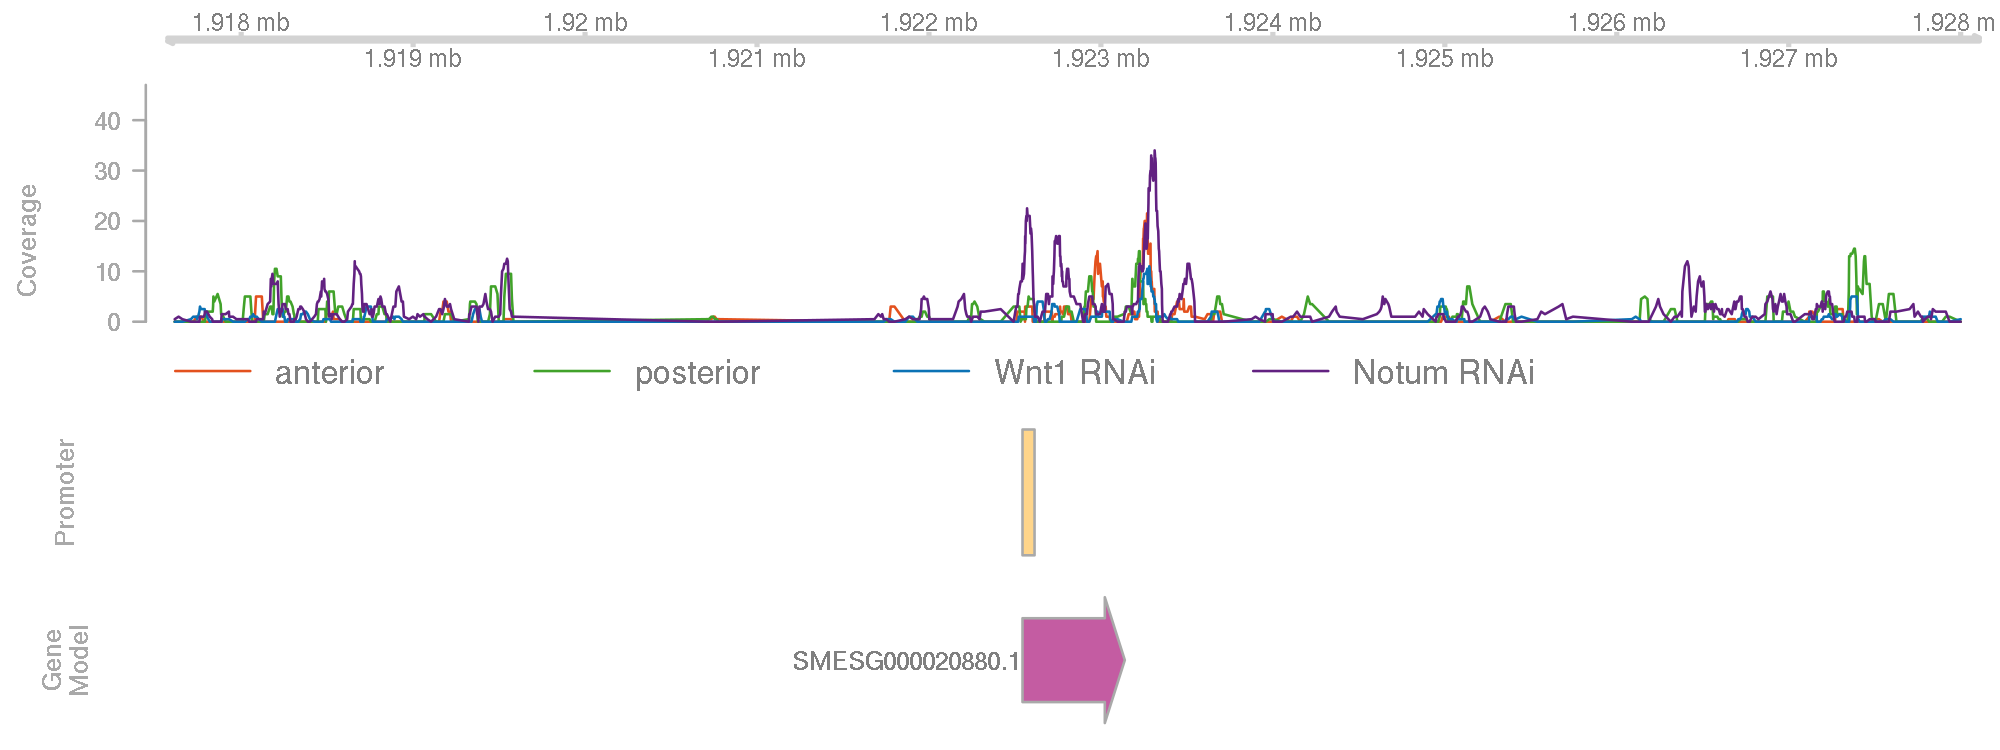 1.918 mb 1.92 mb 1.922 mb 1.924 mb 1.926 mb 1.928 m
1.919 mb 1.921 mb 1.923 mb 1.925 mb 1.927 mb
Coverage
40
30
20
10
0
anterior posterior Wnt1 RNAi Notum RNAi
Promoter
Gene
Model
SMESG000020880.1